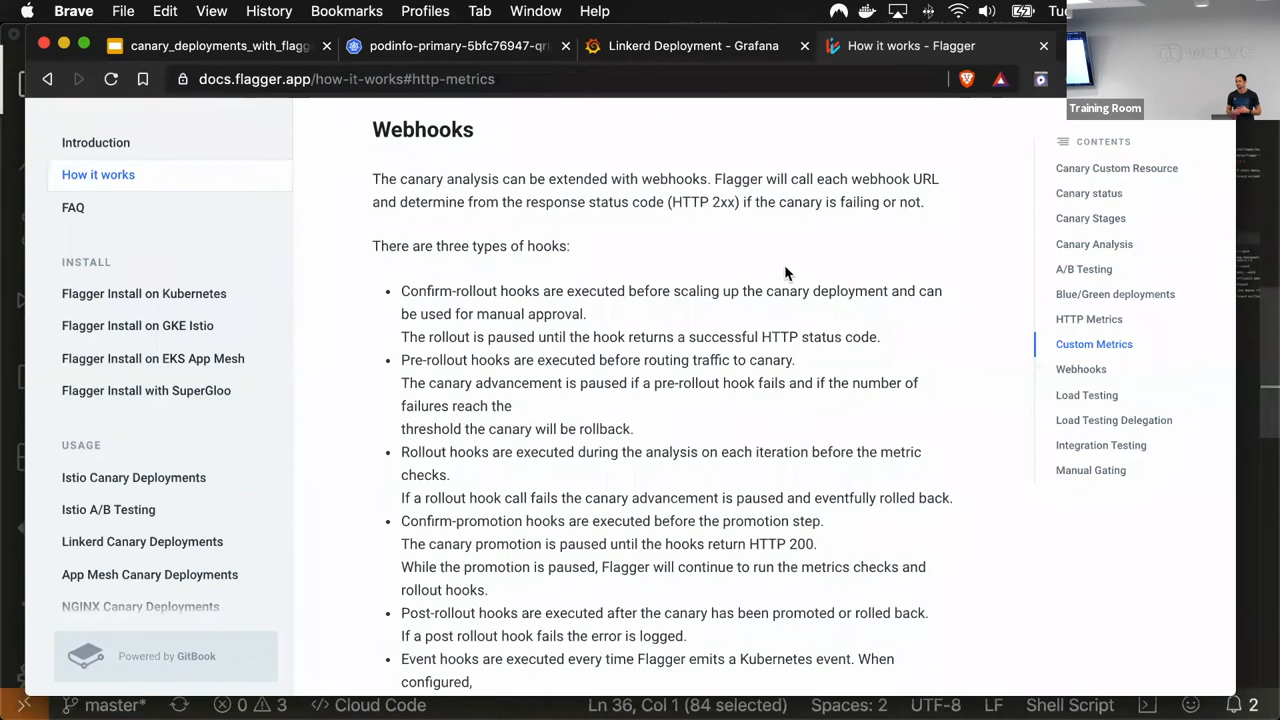 Brave File Edit View History Bookmarks Profiles Tab Window Help Tu
canary_deployments_with_flagg
info-primary-5bfc76947-qn
Linkerd Deployment - Grafana
How it works - Flagger
docs.flagger.app/how-it-works#http-metrics
Training Room
weave
Introduction
How it works
FAQ
INSTALL
Flagger Install on Kubernetes
Flagger Install on GKE Istio
Flagger Install on EKS App Mesh
Flagger Install with SuperGloo
USAGE
Istio Canary Deployments
Istio A/B Testing
Linkerd Canary Deployments
App Mesh Canary Deployments
NGINX Canary Deployments
Powered by GitBook
Webhooks
The canary analysis can be extended with webhooks. Flagger will call each webhook URL
and determine from the response status code (HTTP 2xx) if the canary is failing or not.
There are three types of hooks:
Confirm-rollout hooks are executed before scaling up the canary deployment and can
be used for manual approval.
The rollout is paused until the hook returns a successful HTTP status code.
Pre-rollout hooks are executed before routing traffic to canary.
The canary advancement is paused if a pre-rollout hook fails and if the number of
failures reach the
threshold the canary will be rollback.
Rollout hooks are executed during the analysis on each iteration before the metric
checks.
If a rollout hook call fails the canary advancement is paused and eventfully rolled back.
Confirm-promotion hooks are executed before the promotion step.
The canary promotion is paused until the hooks return HTTP 200.
While the promotion is paused, Flagger will continue to run the metrics checks and
rollout hooks.
Post-rollout hooks are executed after the canary has been promoted or rolled back.
If a post rollout hook fails the error is logged.
Event hooks are executed every time Flagger emits a Kubernetes event. When
configured,
CONTENTS
Canary Custom Resource
Canary status
Canary Stages
Canary Analysis
A/B Testing
Blue/Green deployments
HTTP Metrics
Custom Metrics
Webhooks
Load Testing
Load Testing Delegation
Integration Testing
Manual Gating
master* 0 3 Cloud Code Ln 36, Col 1 (84 selected) Spaces: 2 UTF-8 LF Shell Script 2